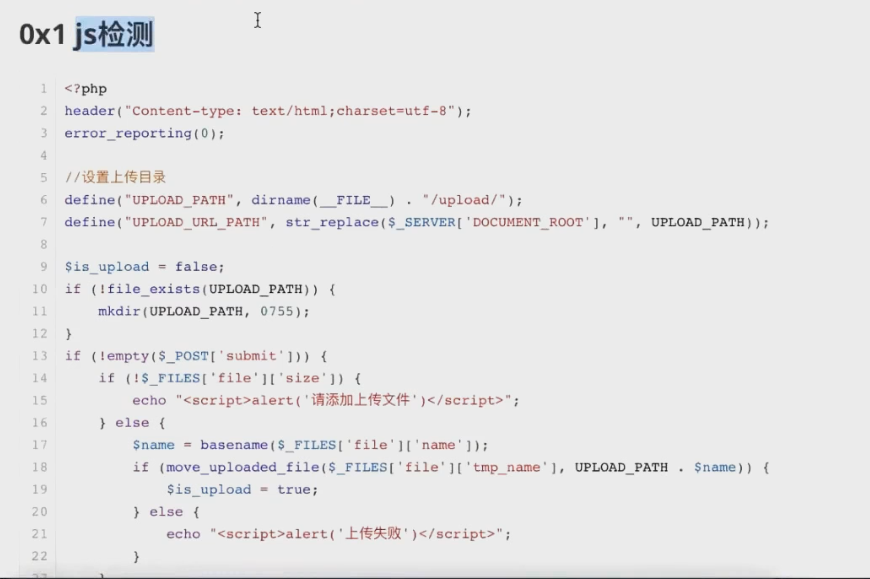 0x1 js检测
1 <?php
2 header("Content-type: text/html;charset=utf-8");
3 error_reporting(0);
4
5 //设置上传目录
6 define("UPLOAD_PATH", dirname(__FILE__) . "/upload/");
7 define("UPLOAD_URL_PATH", str_replace($_SERVER['DOCUMENT_ROOT'], "", UPLOAD_PATH));
8
9 $is_upload = false;
10 if (!file_exists(UPLOAD_PATH)) {
11     mkdir(UPLOAD_PATH, 0755);
12 }
13 if (!empty($_POST['submit'])) {
14     if (!$_FILES['file']['size']) {
15         echo "<script>alert('请添加上传文件')</script>";
16     } else {
17         $name = basename($_FILES['file']['name']);
18         if (move_uploaded_file($_FILES['file']['tmp_name'], UPLOAD_PATH . $name)) {
19             $is_upload = true;
20         } else {
21             echo "<script>alert('上传失败')</script>";
22         }